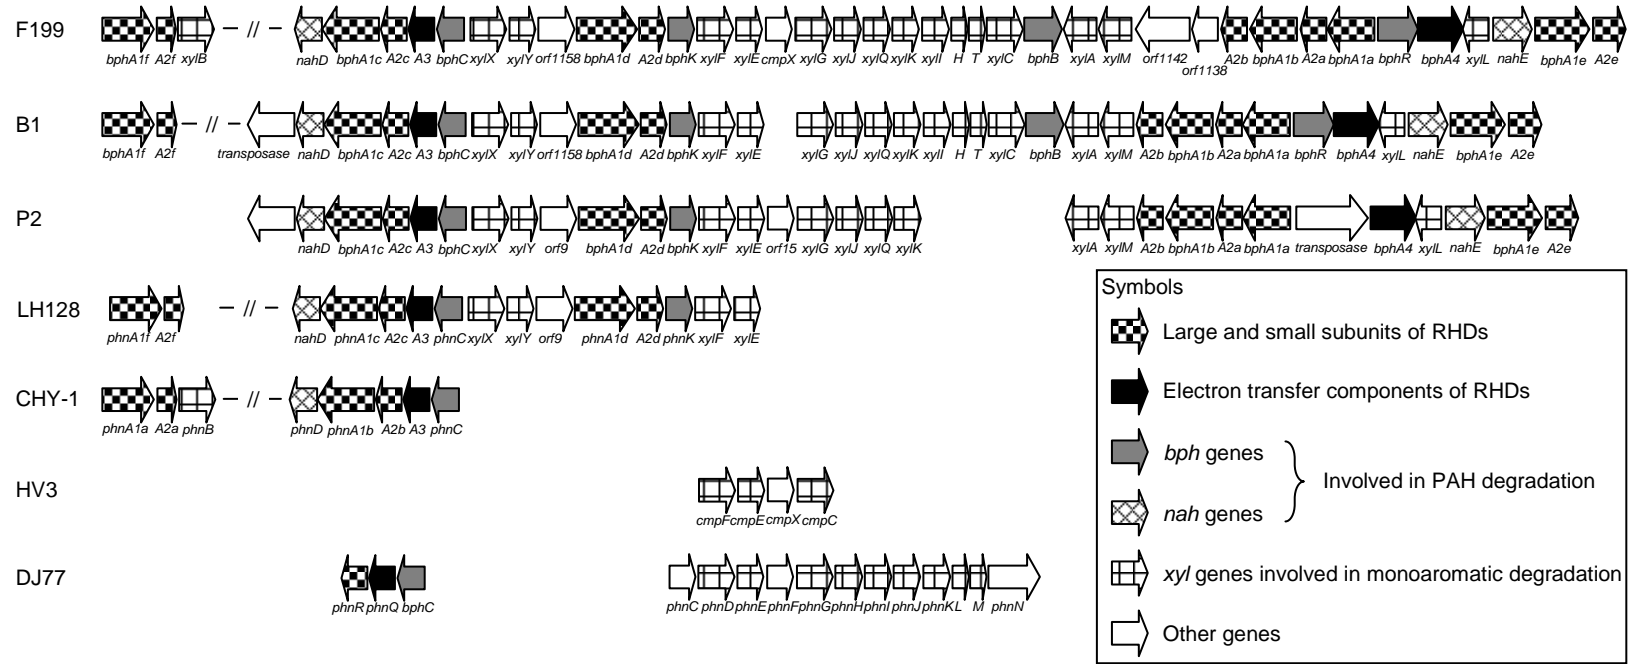 F199
bphA1f A2f xylB – // – nahD bphA1c A2c A3 bphC xylX xylY orf1158 bphA1d A2d bphK xylF xylE cmpX xylG xylJ xylQ xylK xylI H T xylC bphB xylA xylM orf1142 orf1138 A2b bphA1b A2a bphA1a bphR bphA4 xylL nahE bphA1e A2e
B1
bphA1f A2f – // – transposase nahD bphA1c A2c A3 bphC xylX xylY orf1158 bphA1d A2d bphK xylF xylE xylG xylJ xylQ xylK xylI H T xylC bphB xylA xylM A2b bphA1b A2a bphA1a bphR bphA4 xylL nahE bphA1e A2e
P2
nahD bphA1c A2c A3 bphC xylX xylY orf9 bphA1d A2d bphK xylF xylE orf15 xylG xylJ xylQ xylK xylA xylM A2b bphA1b A2a bphA1a transposase bphA4 xylL nahE bphA1e A2e
LH128
phnA1f A2f – // – nahD phnA1c A2c A3 phnC xylX xylY orf9 phnA1d A2d phnK xylF xylE
CHY-1
phnA1a A2a phnB – // – phnD phnA1b A2b A3 phnC
HV3
cmpF cmpE cmpX cmpC
DJ77
phnR phnQ bphC phnC phnD phnE phnF phnG phnH phnI phnJ phnK L M phnN
Symbols
Large and small subunits of RHDs
Electron transfer components of RHDs
bph genes
Involved in PAH degradation
nah genes
xyl genes involved in monoaromatic degradation
Other genes